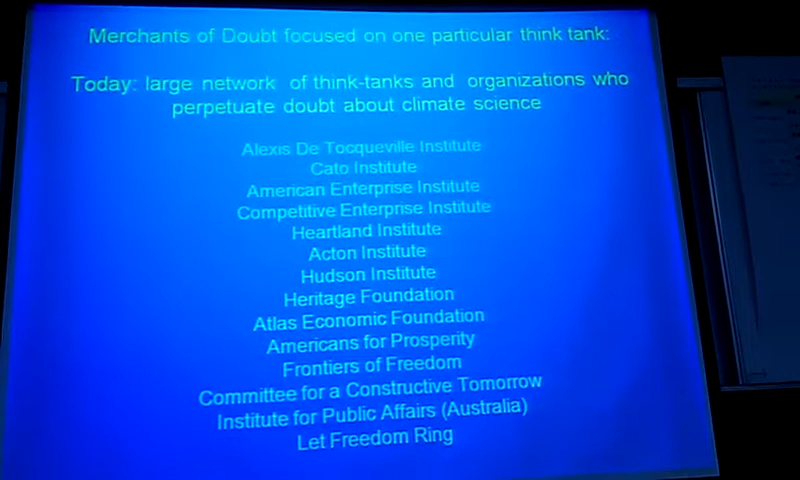 Merchants of Doubt focused on one particular think tank:
Today: large network of think-tanks and organizations who
perpetuate doubt about climate science
Alexis De Tocqueville Institute
Cato Institute
American Enterprise Institute
Competitive Enterprise Institute
Heartland Institute
Acton Institute
Hudson Institute
Heritage Foundation
Atlas Economic Foundation
Americans for Prosperity
Frontiers of Freedom
Committee for a Constructive Tomorrow
Institute for Public Affairs (Australia)
Let Freedom Ring